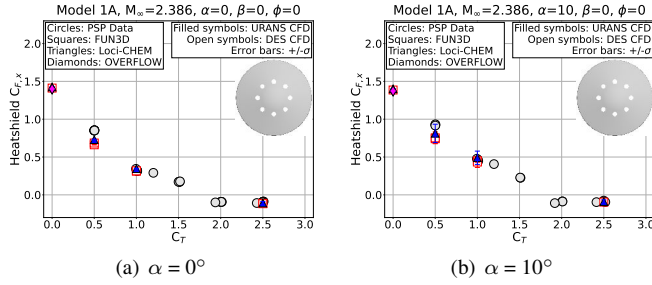 Model 1A, M∞=2.386, α=0, β=0, ϕ=0
Circles: PSP Data
Squares: FUN3D
Triangles: Loci-CHEM
Diamonds: OVERFLOW
Filled symbols: URANS CFD
Open symbols: DES CFD
Error bars: +/-σ
Heatshield C_F,x
2.0
1.5
1.0
0.5
0.0
0.0 0.5 1.0 1.5 2.0 2.5 3.0
C_T
(a) α = 0°
Model 1A, M∞=2.386, α=10, β=0, ϕ=0
Circles: PSP Data
Squares: FUN3D
Triangles: Loci-CHEM
Diamonds: OVERFLOW
Filled symbols: URANS CFD
Open symbols: DES CFD
Error bars: +/-σ
Heatshield C_F,x
2.0
1.5
1.0
0.5
0.0
0.0 0.5 1.0 1.5 2.0 2.5 3.0
C_T
(b) α = 10°